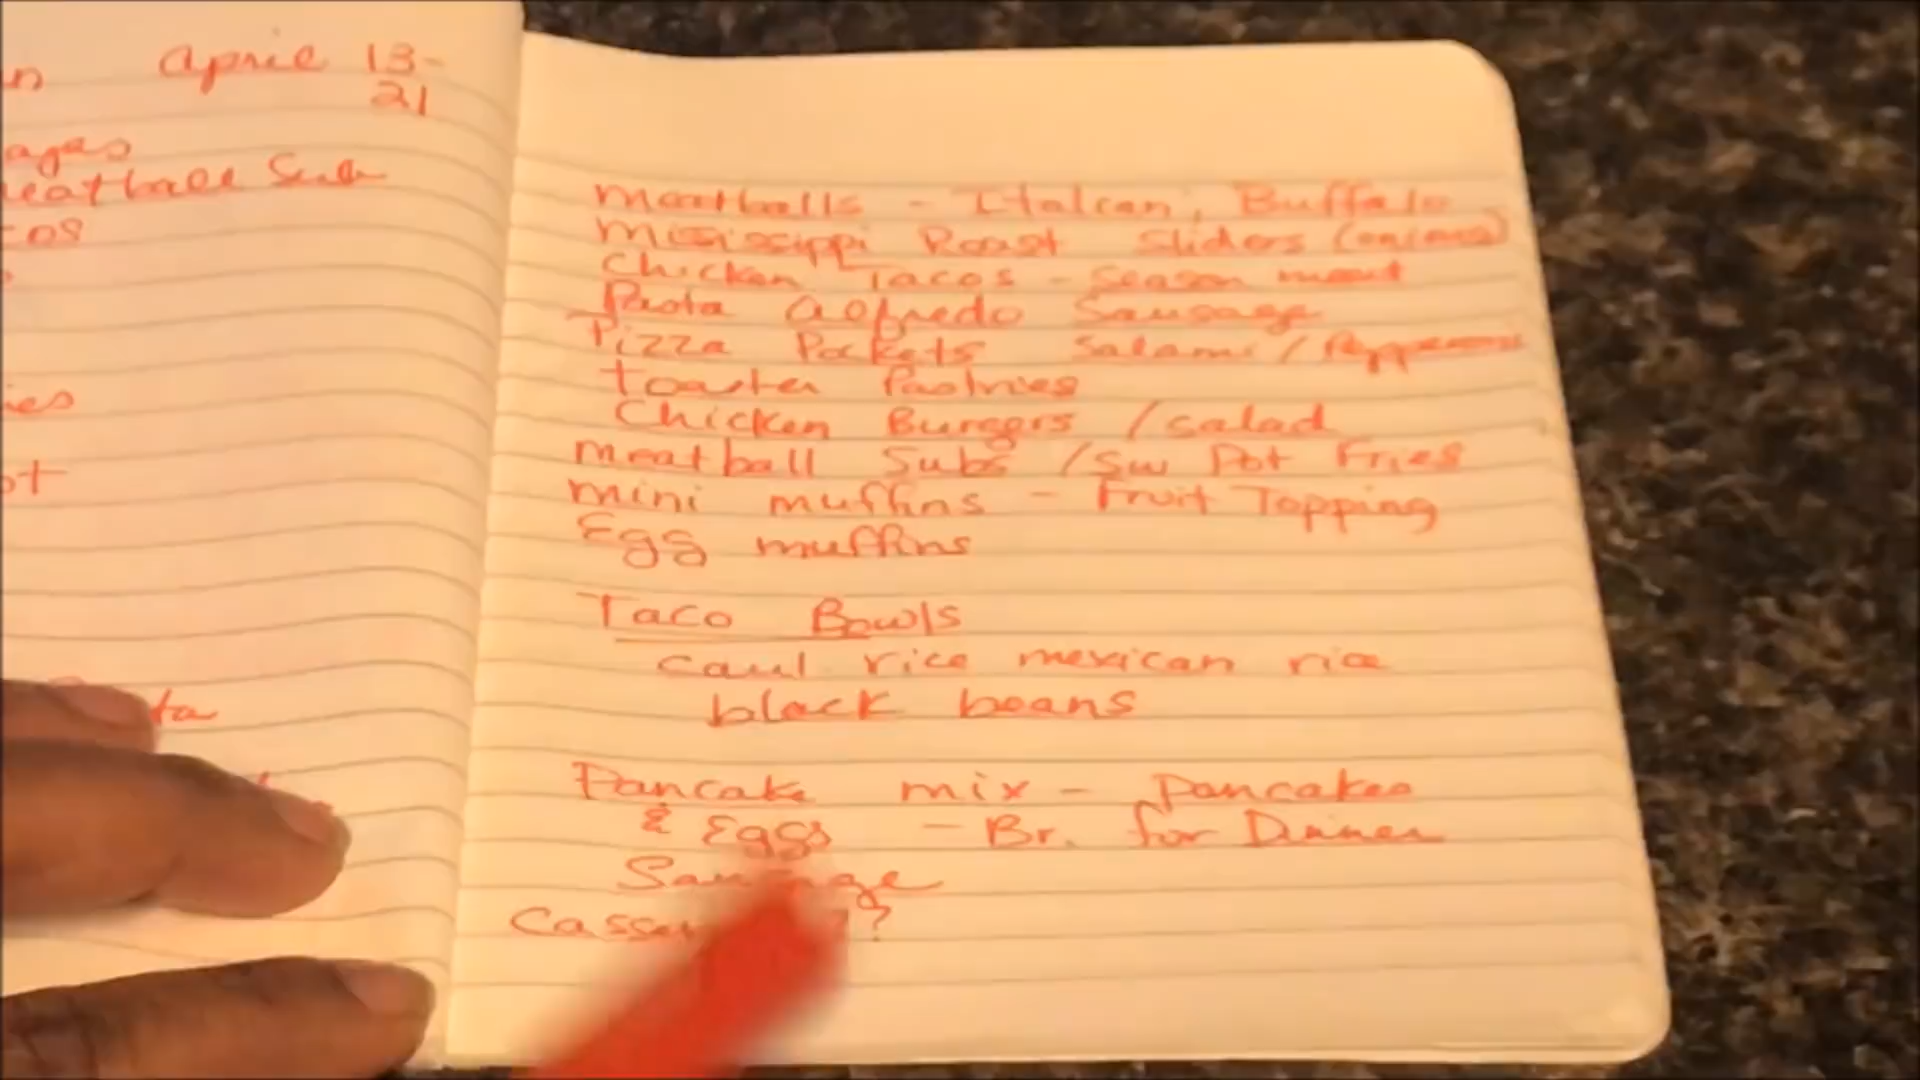 April 13-
21
Meatball Sub
meatballs - Italian, Buffalo
Mississippi Roast Sliders (onions)
Chicken Tacos - Season meat
Pasta Alfredo Sausage
Pizza Pockets Salami /
toaster Pastries
Chicken Burgers /salad
meatball Subs /Sw Pot Fries
mini muffins - Fruit Topping
Egg muffins
Taco Bowls
caul rice mexican rice
black beans
Pancake mix - pancakes
& Eggs - Br. for Dinner
Sausage